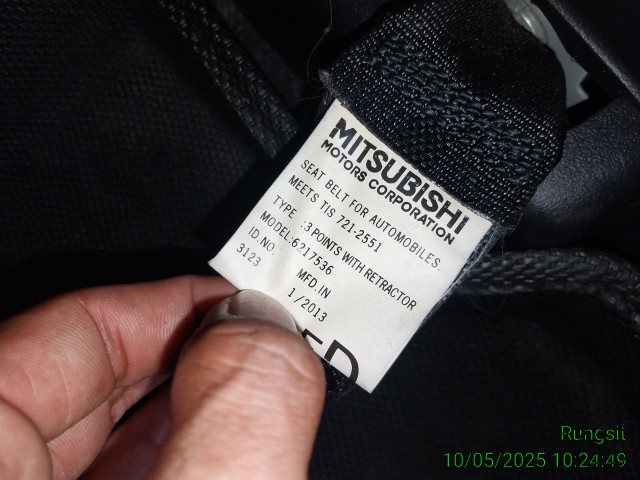 MITSUBISHI
MOTORS CORPORATION
SEAT BELT FOR AUTOMOBILES.
MEETS TIS 721-2551
TYPE :3 POINTS WITH RETRACTOR
MODEL:6217536
ID.NO. MFD.IN
3123 1/2013
Rungsii
10/05/2025 10:24:49